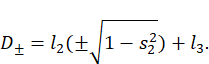 D± = l₂(±√(1 − s₂²)) + l₃.